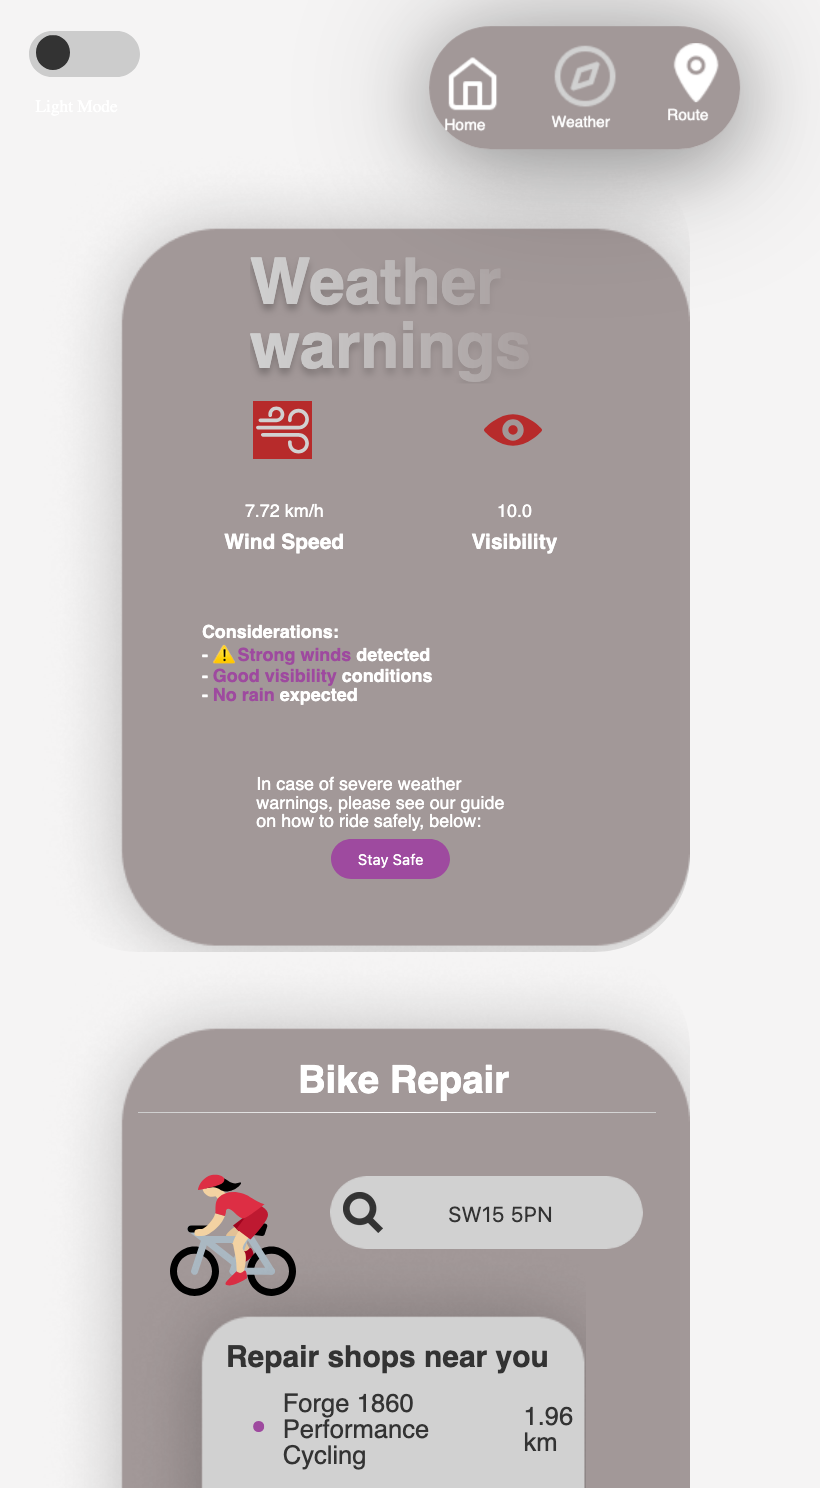 Light Mode
Home
Weather
Route
Weather
warnings
7.72 km/h
Wind Speed
10.0
Visibility
Considerations:
- ⚠️Strong winds detected
- Good visibility conditions
- No rain expected
In case of severe weather
warnings, please see our guide
on how to ride safely, below:
Stay Safe
Bike Repair
SW15 5PN
Repair shops near you
Forge 1860
Performance
Cycling
1.96
km